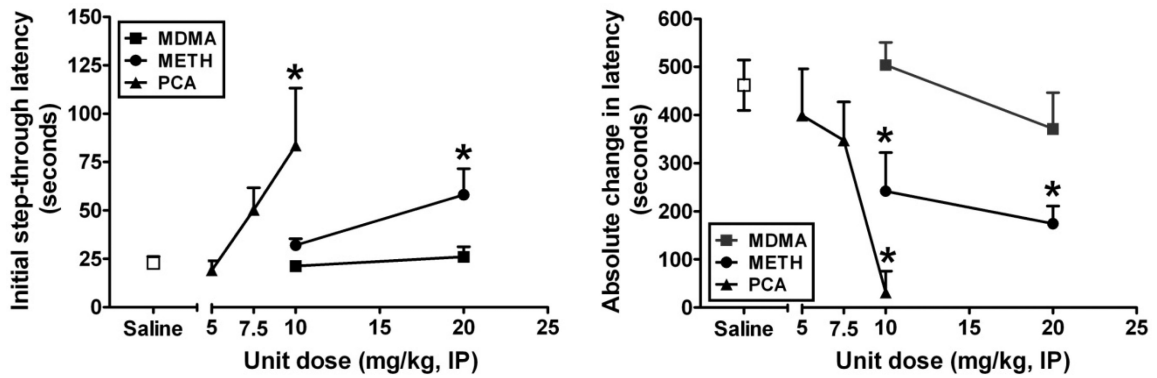 Initial step-through latency
(seconds)
150
125
100
75
50
25
0
MDMA
METH
PCA
*
*
Saline
5
7.5
10
15
20
25
Unit dose (mg/kg, IP)
Absolute change in latency
(seconds)
600
500
400
300
200
100
0
*
*
*
MDMA
METH
PCA
Saline
5
7.5
10
15
20
25
Unit dose (mg/kg, IP)